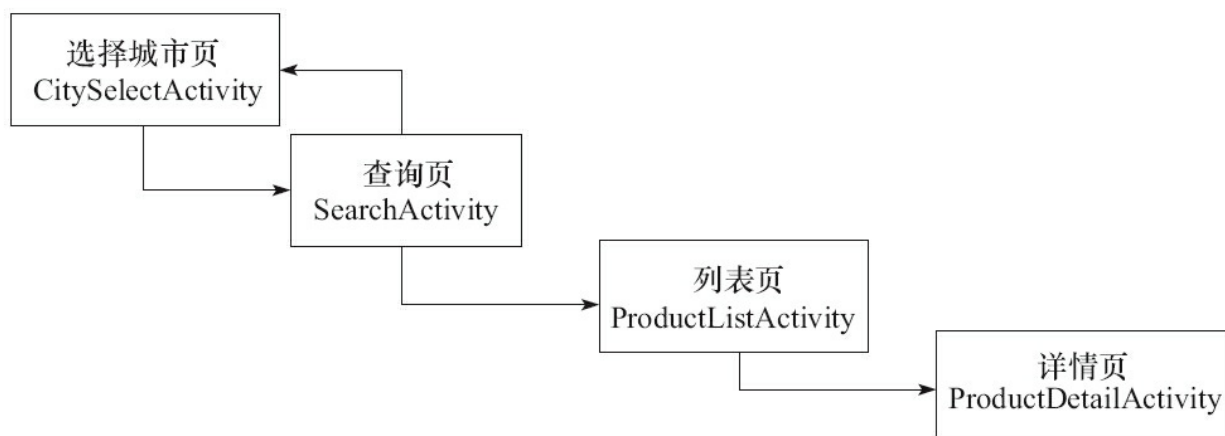 选择城市页
CitySelectActivity
查询页
SearchActivity
列表页
ProductListActivity
详情页
ProductDetailActivity